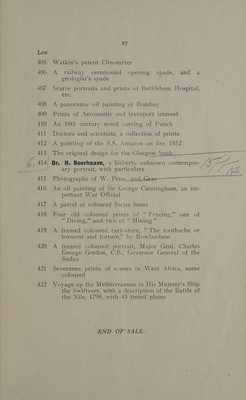 17
Lot
405 Watkin's patent Clinometer
406 A railway ceremonial opening spade, and a
geologist's spade
407 Scarce portraits and prints of Bethlehem Hospital,
etc.
408 A panoramic oil painting of Bombay
409 Prints of Aeronautic and transport interest
410 An 18th century wood carving of Punch
411 Doctors and scientists, a collection of prints
412 A painting of the S.S. Amazon on fire, 1852
413 The original design for the Glasgow bank
414 Dr. H. Boerhaave, a hitherto unknown contempor-
ary portrait, with particulars
415 Photographs of W. Penn, and Gray
416 An oil painting of Sir George Cunningham, an im-
portant War Official
417 A parcel of coloured Swiss items
418 Four old coloured prints of "Fencing," one of
"Diving," and two of "Mining"
419 A framed coloured caricature, "The toothache or
torment and torture," by Rowlandson
420 A framed coloured portrait, Major Genl. Charles
George Gordon, C.B., Governor General of the
Sudan
421 Seventeen prints of scenes in West Africa, some
coloured
422 Voyage up the Mediterranean in His Majesty's Ship
the Swiftsure, with a description of the Battle of
the Nile, 1798, with 43 tinted plates
END OF SALE.